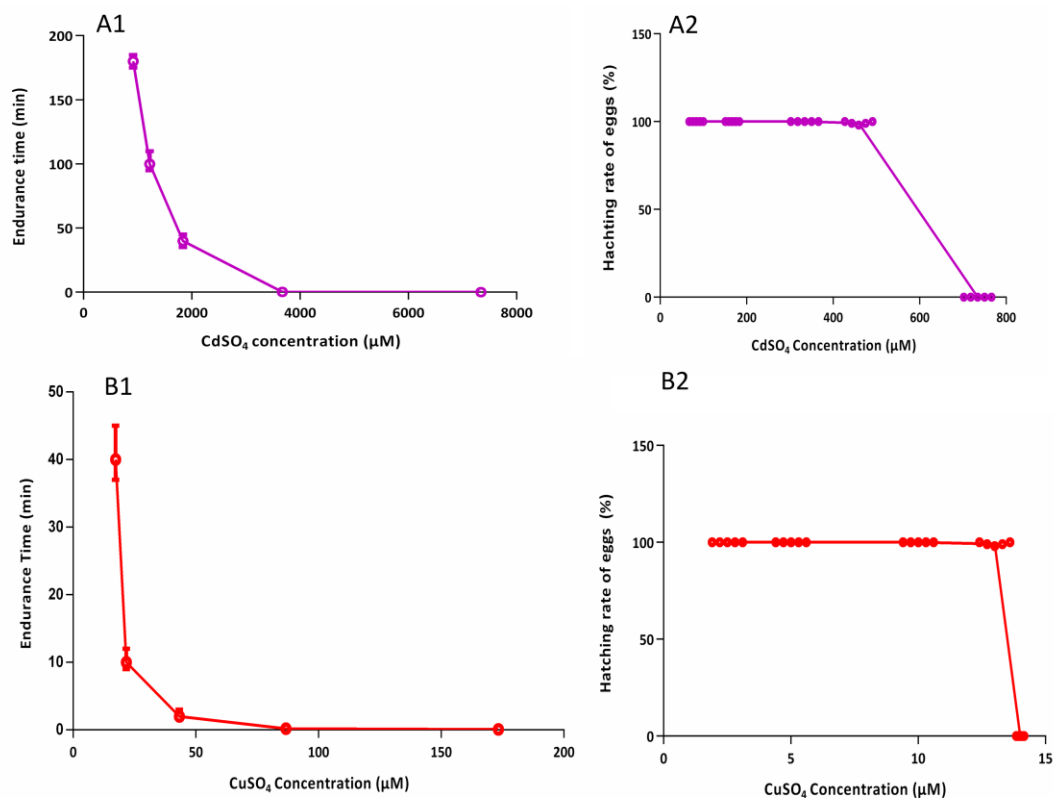 A1
200
150
100
50
0
Endurance time (min)
0 2000 4000 6000 8000
CdSO₄ concentration (µM)
A2
150
100
50
0
Hachting rate of eggs (%)
0 200 400 600 800
CdSO₄ Concentration (µM)
B1
50
40
30
20
10
0
Endurance Time (min)
0 50 100 150 200
CuSO₄ Concentration (µM)
B2
150
100
50
0
Hatching rate of eggs (%)
0 5 10 15
CuSO₄ Concentration (µM)